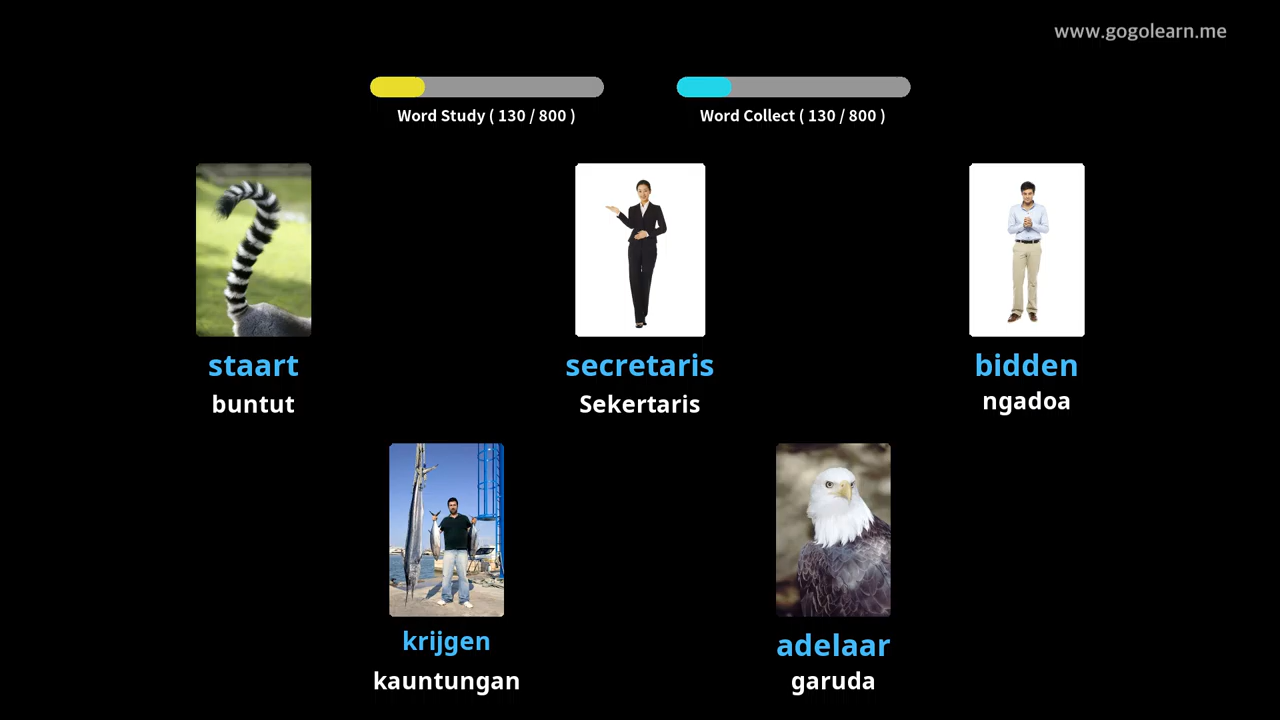 www.gogolearn.me
Word Study ( 130 / 800 )
Word Collect ( 130 / 800 )
staart
buntut
secretaris
Sekertaris
bidden
ngadoa
krijgen
kauntungan
adelaar
garuda